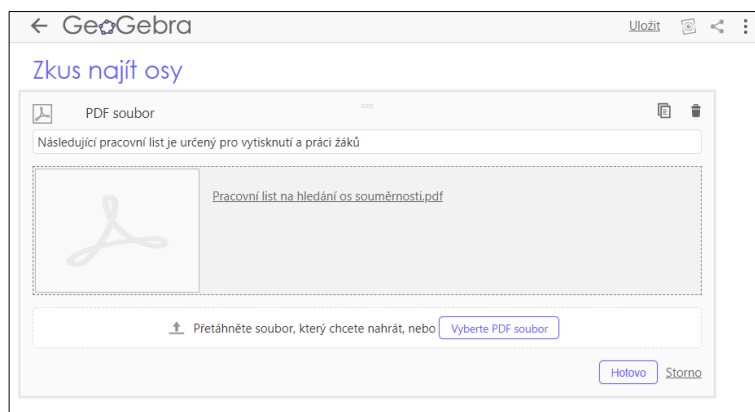 GeoGebra
Uložit
Zkus najít osy
PDF soubor
Následující pracovní list je určený pro vytisknutí a práci žáků
Pracovní list na hledání os souměrnosti.pdf
Přetáhněte soubor, který chcete nahrát, nebo Vyberte PDF soubor
Hotovo Storno